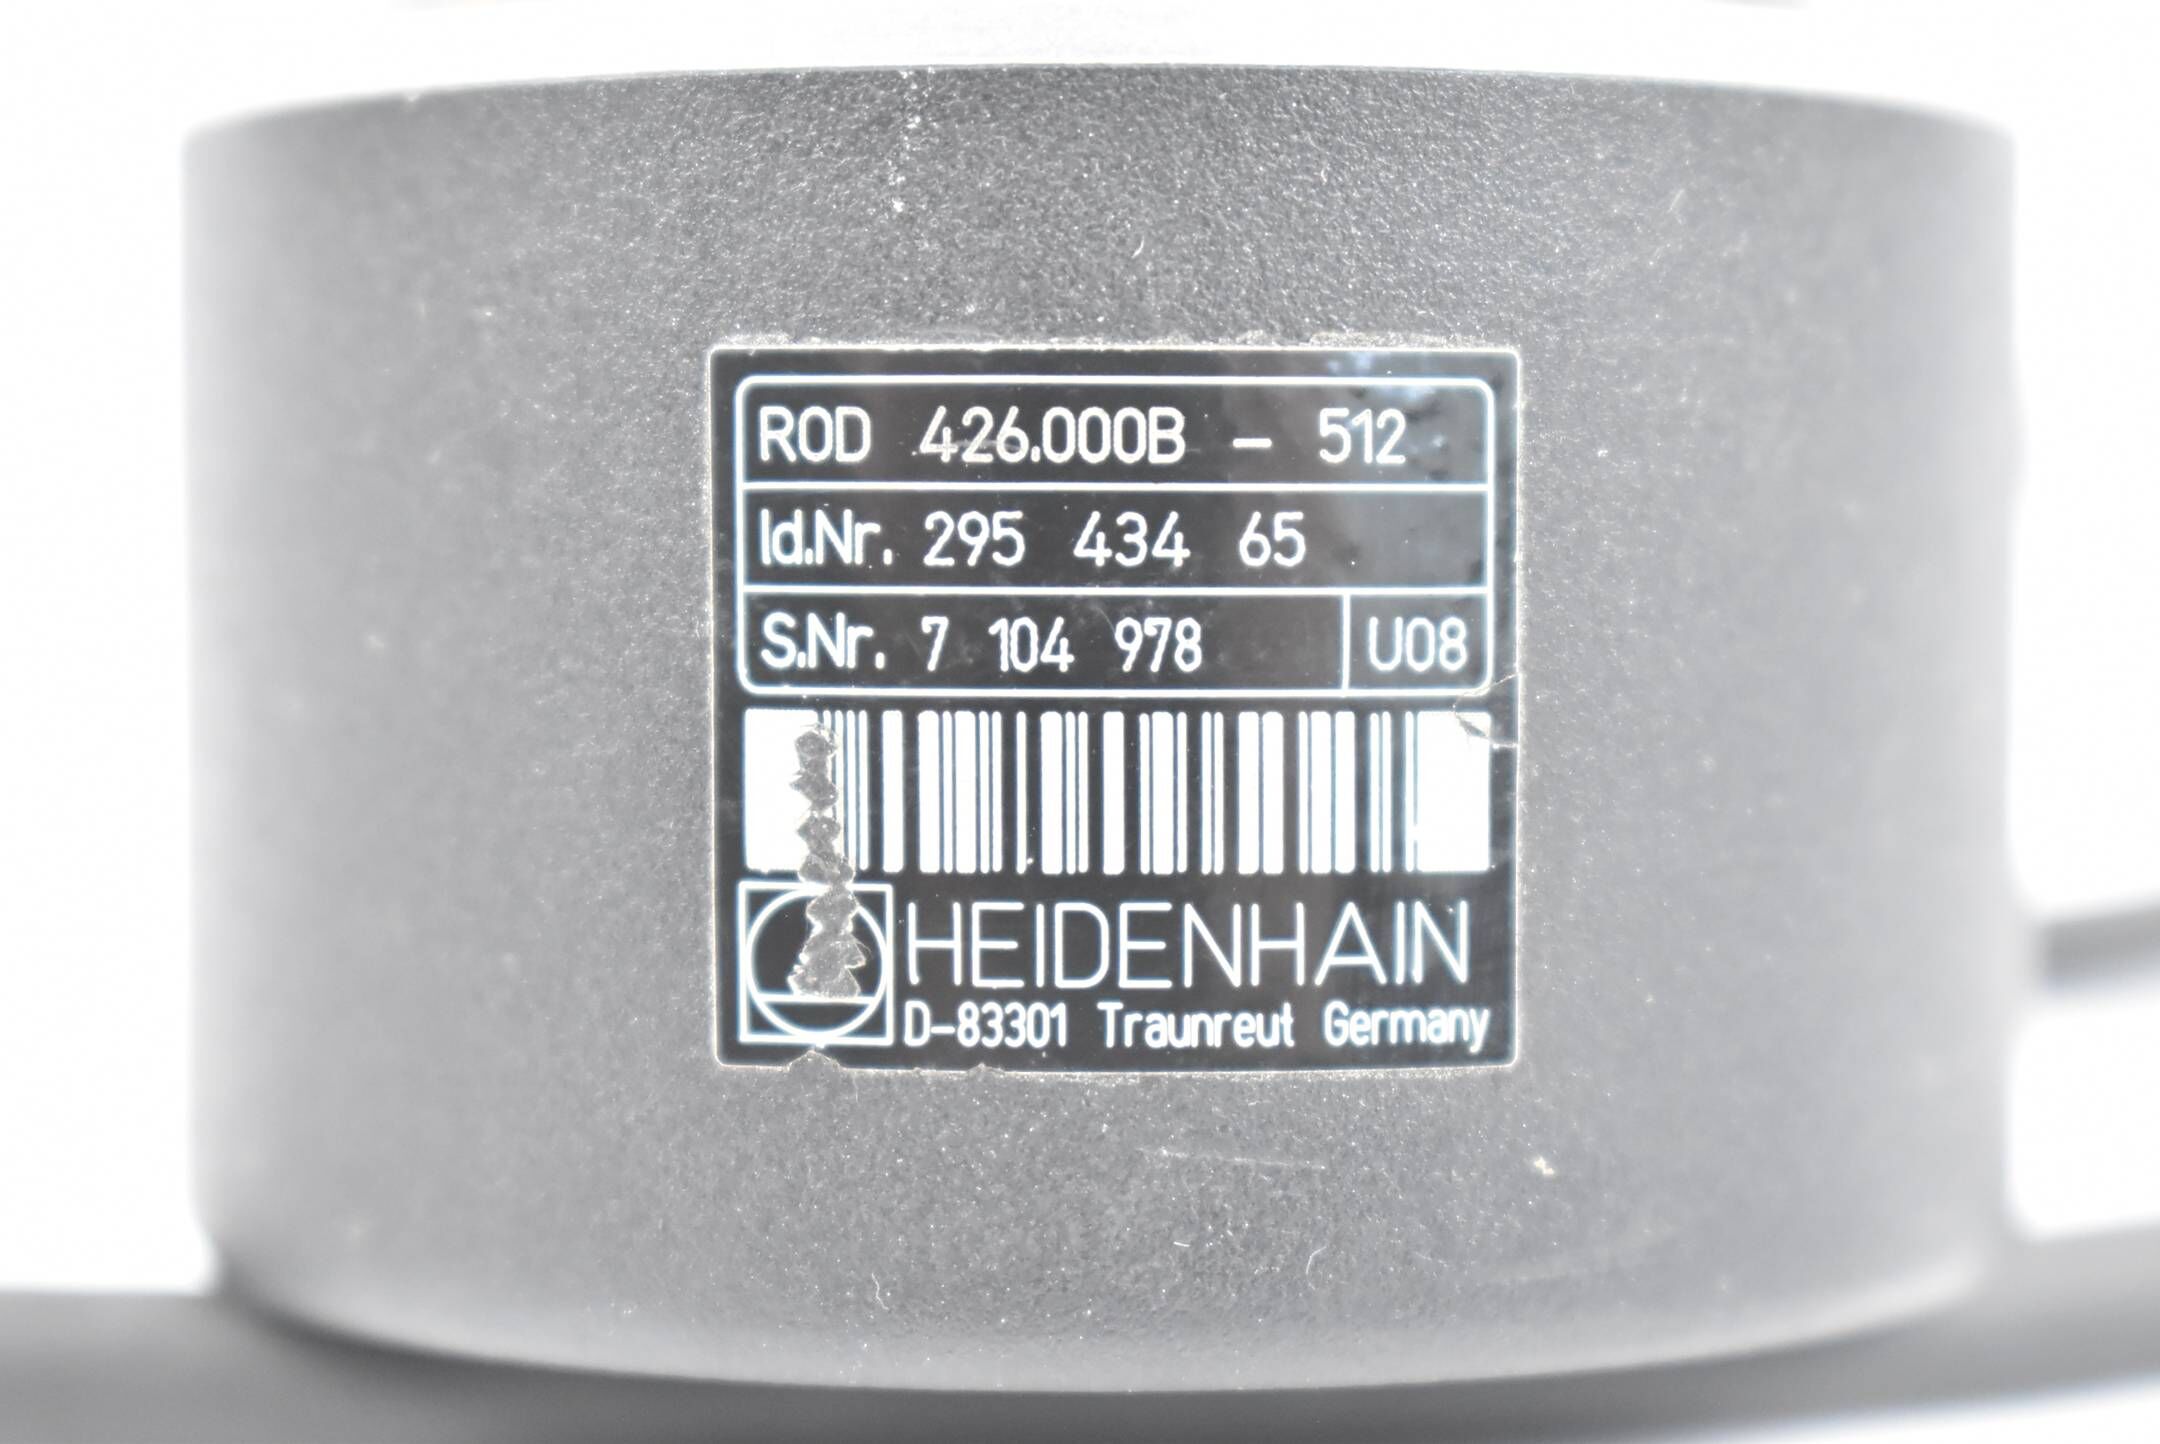 ROD 426.000B - 512
Id.Nr. 295 434 65
S.Nr. 7 104 978 U08
HEIDENHAIN
D-83301 Traunreut Germany